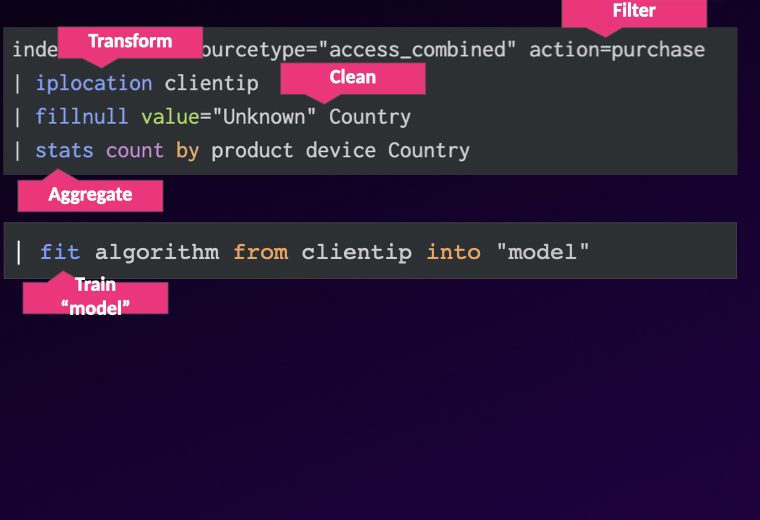 Filter
Transform
inde ourcetype="access_combined" action=purchase
| iplocation clientip
Clean
| fillnull value="Unknown" Country
| stats count by product device Country
Aggregate
| fit algorithm from clientip into "model"
Train
“model”